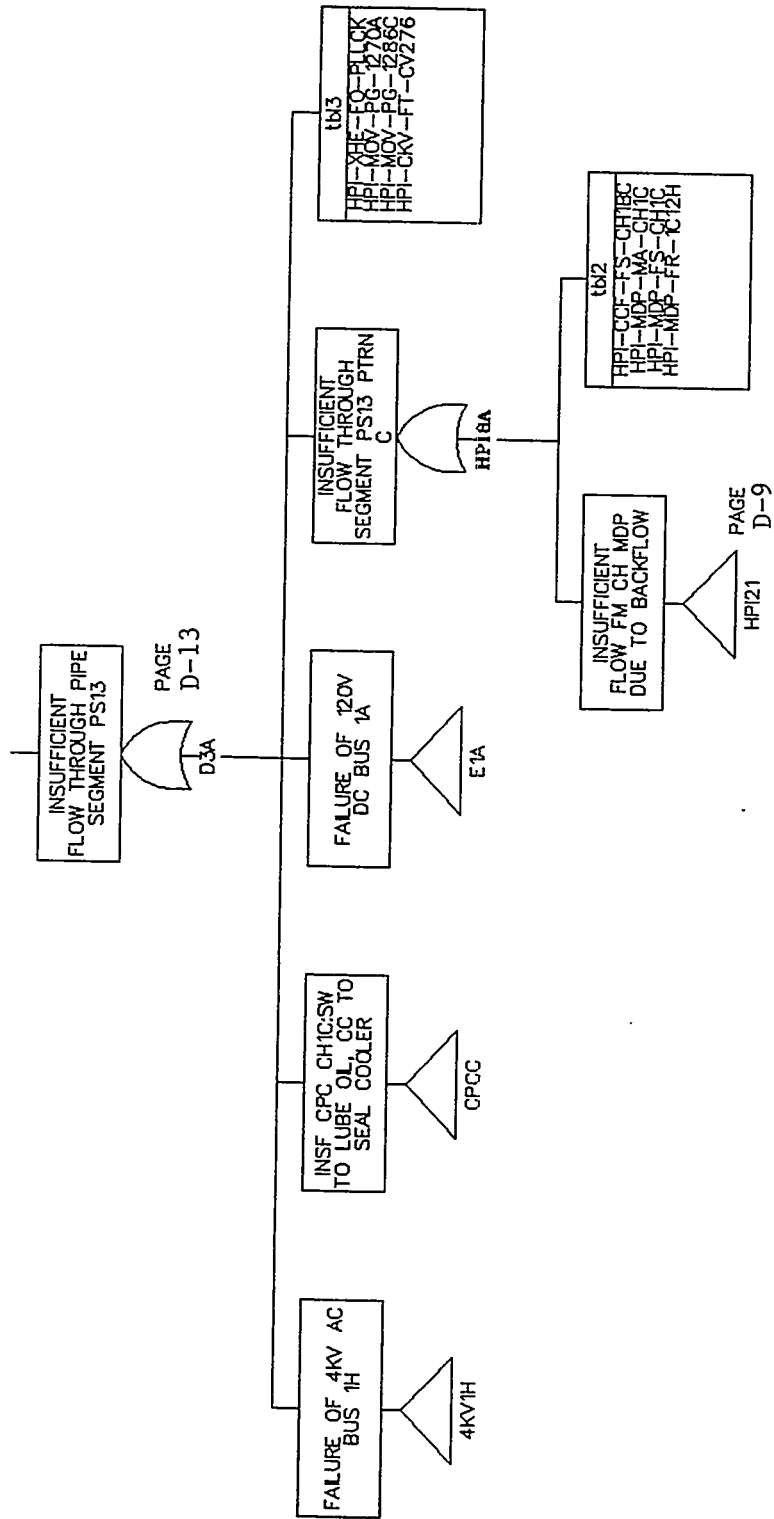 INSUFFICIENT
FLOW THROUGH PIPE
SEGMENT PS13
D3A
PAGE
D-13
FAILURE OF 4KV AC
BUS 1H
4KV1H
INSF CPC CH1C:SW
TO LUBE OIL, CC TO
SEAL COOLER
CPCC
FAILURE OF 120V
DC BUS 1A
E1A
INSUFFICIENT
FLOW THROUGH
SEGMENT PS13 PTRN
C
HPI8A
tbl3
HPI-XHE-FO-PLLCK
HPI-MOV-PG-1270A
HPI-MOV-PG-1286C
HPI-CKV-FT-CV276
INSUFFICIENT
FLOW FM CH MDP
DUE TO BACKFLOW
HPI21
PAGE
D-9
tbl2
HPI-CCF-FS-CH1BC
HPI-MDP-MA-CH1C
HPI-MDP-FS-CH1C
HPI-MDP-FR-1C12H